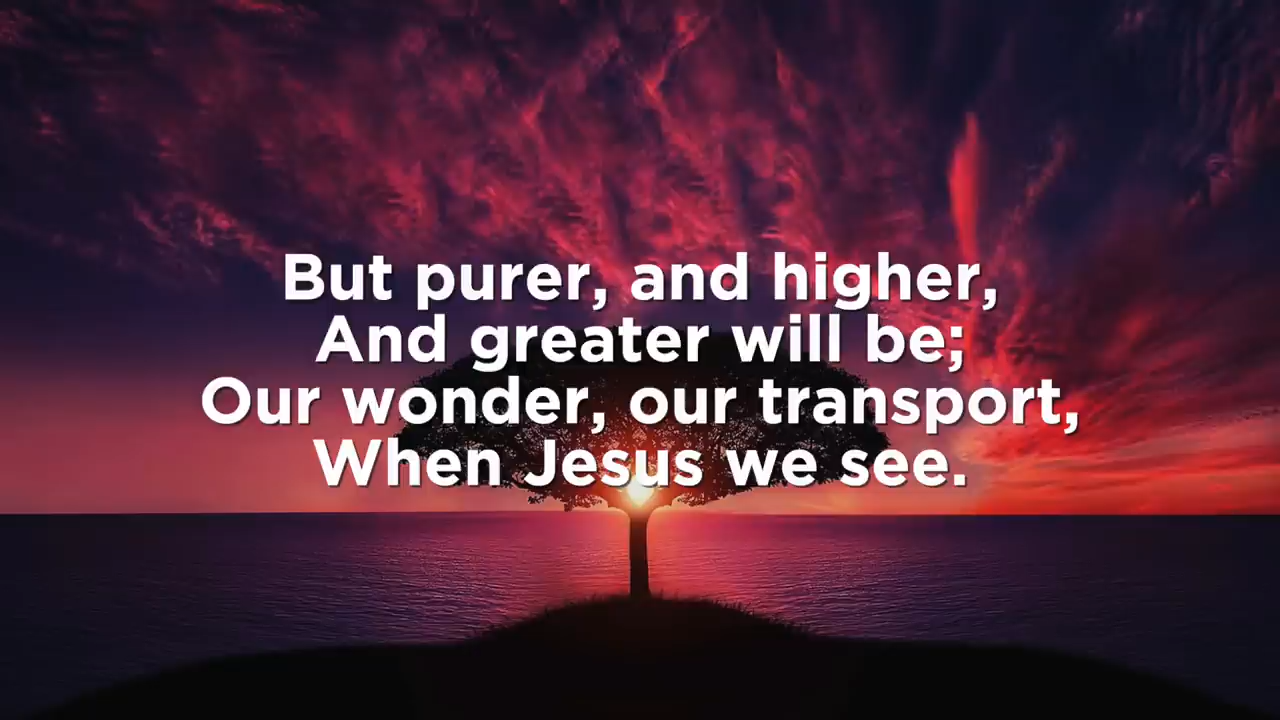 But purer, and higher,
And greater will be;
Our wonder, our transport,
When Jesus we see.